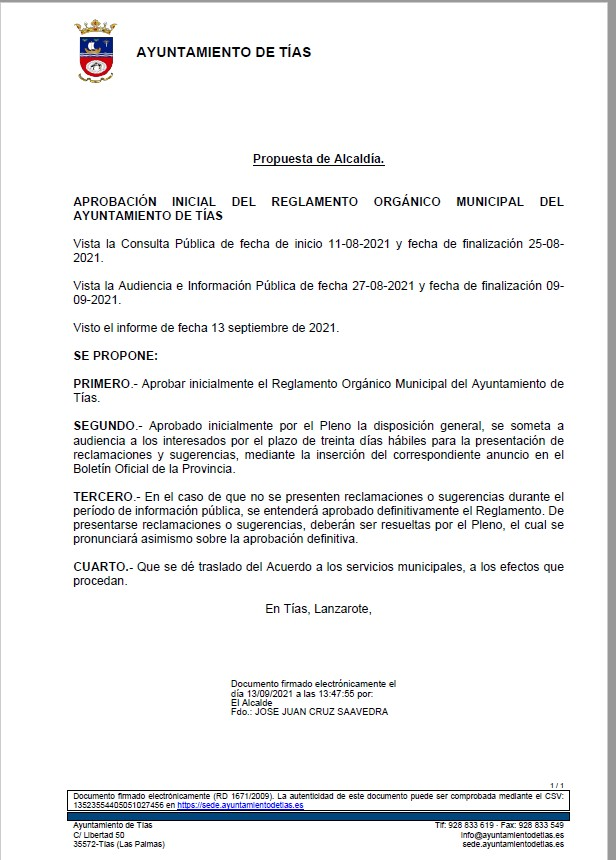 AYUNTAMIENTO DE TÍAS
Propuesta de Alcaldía.
APROBACIÓN INICIAL DEL REGLAMENTO ORGÁNICO MUNICIPAL DEL
AYUNTAMIENTO DE TÍAS
Vista la Consulta Pública de fecha de inicio 11-08-2021 y fecha de finalización 25-08-
2021.
Vista la Audiencia e Información Pública de fecha 27-08-2021 y fecha de finalización 09-
09-2021.
Visto el informe de fecha 13 septiembre de 2021.
SE PROPONE:
PRIMERO.- Aprobar inicialmente el Reglamento Orgánico Municipal del Ayuntamiento de
Tías.
SEGUNDO.- Aprobado inicialmente por el Pleno la disposición general, se someta a
audiencia a los interesados por el plazo de treinta días hábiles para la presentación de
reclamaciones y sugerencias, mediante la inserción del correspondiente anuncio en el
Boletín Oficial de la Provincia.
TERCERO.- En el caso de que no se presenten reclamaciones o sugerencias durante el
período de información pública, se entenderá aprobado definitivamente el Reglamento. De
presentarse reclamaciones o sugerencias, deberán ser resueltas por el Pleno, el cual se
pronunciará asimismo sobre la aprobación definitiva.
CUARTO.- Que se dé traslado del Acuerdo a los servicios municipales, a los efectos que
procedan.
En Tías, Lanzarote,
Documento firmado electrónicamente el
día 13/09/2021 a las 13:47:55 por:
El Alcalde
Fdo.: JOSE JUAN CRUZ SAAVEDRA
1 / 1
Documento firmado electrónicamente (RD 1671/2009). La autenticidad de este documento puede ser comprobada mediante el CSV:
13523554405051027456 en https://sede.ayuntamientodetias.es
Ayuntamiento de Tías Tlf: 928 833 619 - Fax: 928 833 549
C/ Libertad 50 info@ayuntamientodetias.es
35572-Tías (Las Palmas) sede.ayuntamientodetias.es